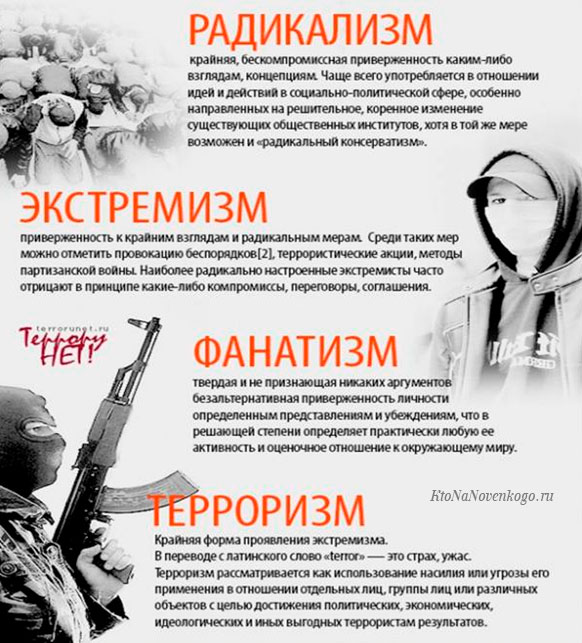 РАДИКАЛИЗМ
крайняя, бескомпромиссная приверженность каким-либо
взглядам, концепциям. Чаще всего употребляется в отношении
идей и действий в социально-политической сфере, особенно
направленных на решительное, коренное изменение
существующих общественных институтов, хотя в той же мере
возможен и «радикальный консерватизм».
ЭКСТРЕМИЗМ
приверженность к крайним взглядам и радикальным мерам. Среди таких мер
можно отметить провокацию беспорядков[2], террористические акции, методы
партизанской войны. Наиболее радикально настроенные экстремисты часто
отрицают в принципе какие-либо компромиссы, переговоры, соглашения.
terrorunet.ru
Террору
НЕТ!
ФАНАТИЗМ
твердая и не признающая никаких аргументов
безальтернативная приверженность личности
определенным представлениям и убеждениям, что в
решающей степени определяет практически любую ее
активность и оценочное отношение к окружающему миру.
KtoNaNovenkogo.ru
ТЕРРОРИЗМ
Крайняя форма проявления экстремизма.
В переводе с латинского слово «terror» — это страх, ужас.
Терроризм рассматривается как использование насилия или угрозы его
применения в отношении отдельных лиц, группы лиц или различных
объектов с целью достижения политических, экономических,
идеологических и иных выгодных террористам результатов.